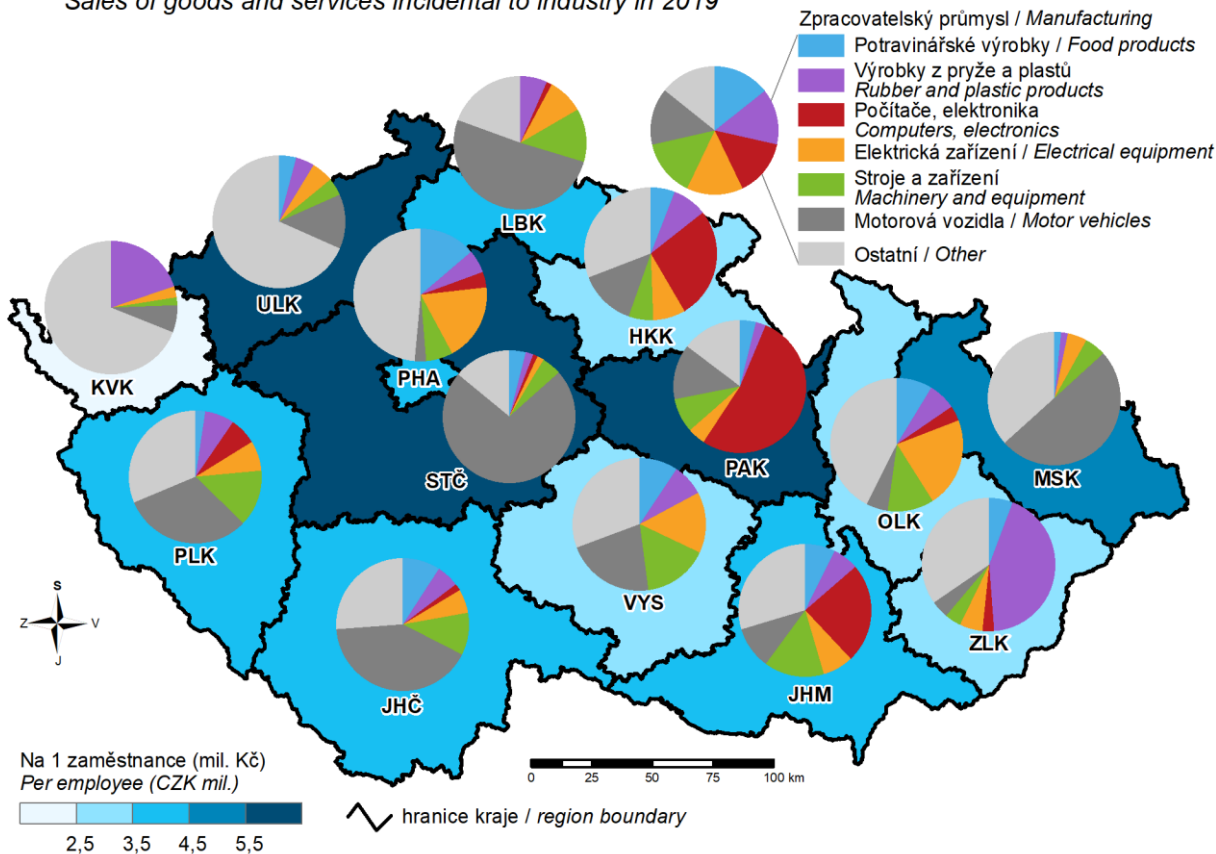 Sales of goods and services incidental to industry in 2019
Zpracovatelský průmysl / Manufacturing
Potravinářské výrobky / Food products
Výrobky z pryže a plastů
Rubber and plastic products
Počítače, elektronika
Computers, electronics
Elektrická zařízení / Electrical equipment
Stroje a zařízení
Machinery and equipment
Motorová vozidla / Motor vehicles
Ostatní / Other
LBK
ULK
HKK
KVK
PHA
STČ
PAK
MSK
OLK
PLK
VYS
ZLK
JHČ
JHM
S
Z
V
J
Na 1 zaměstnance (mil. Kč)
Per employee (CZK mil.)
2,5 3,5 4,5 5,5
0 25 50 75 100 km
hranice kraje / region boundary